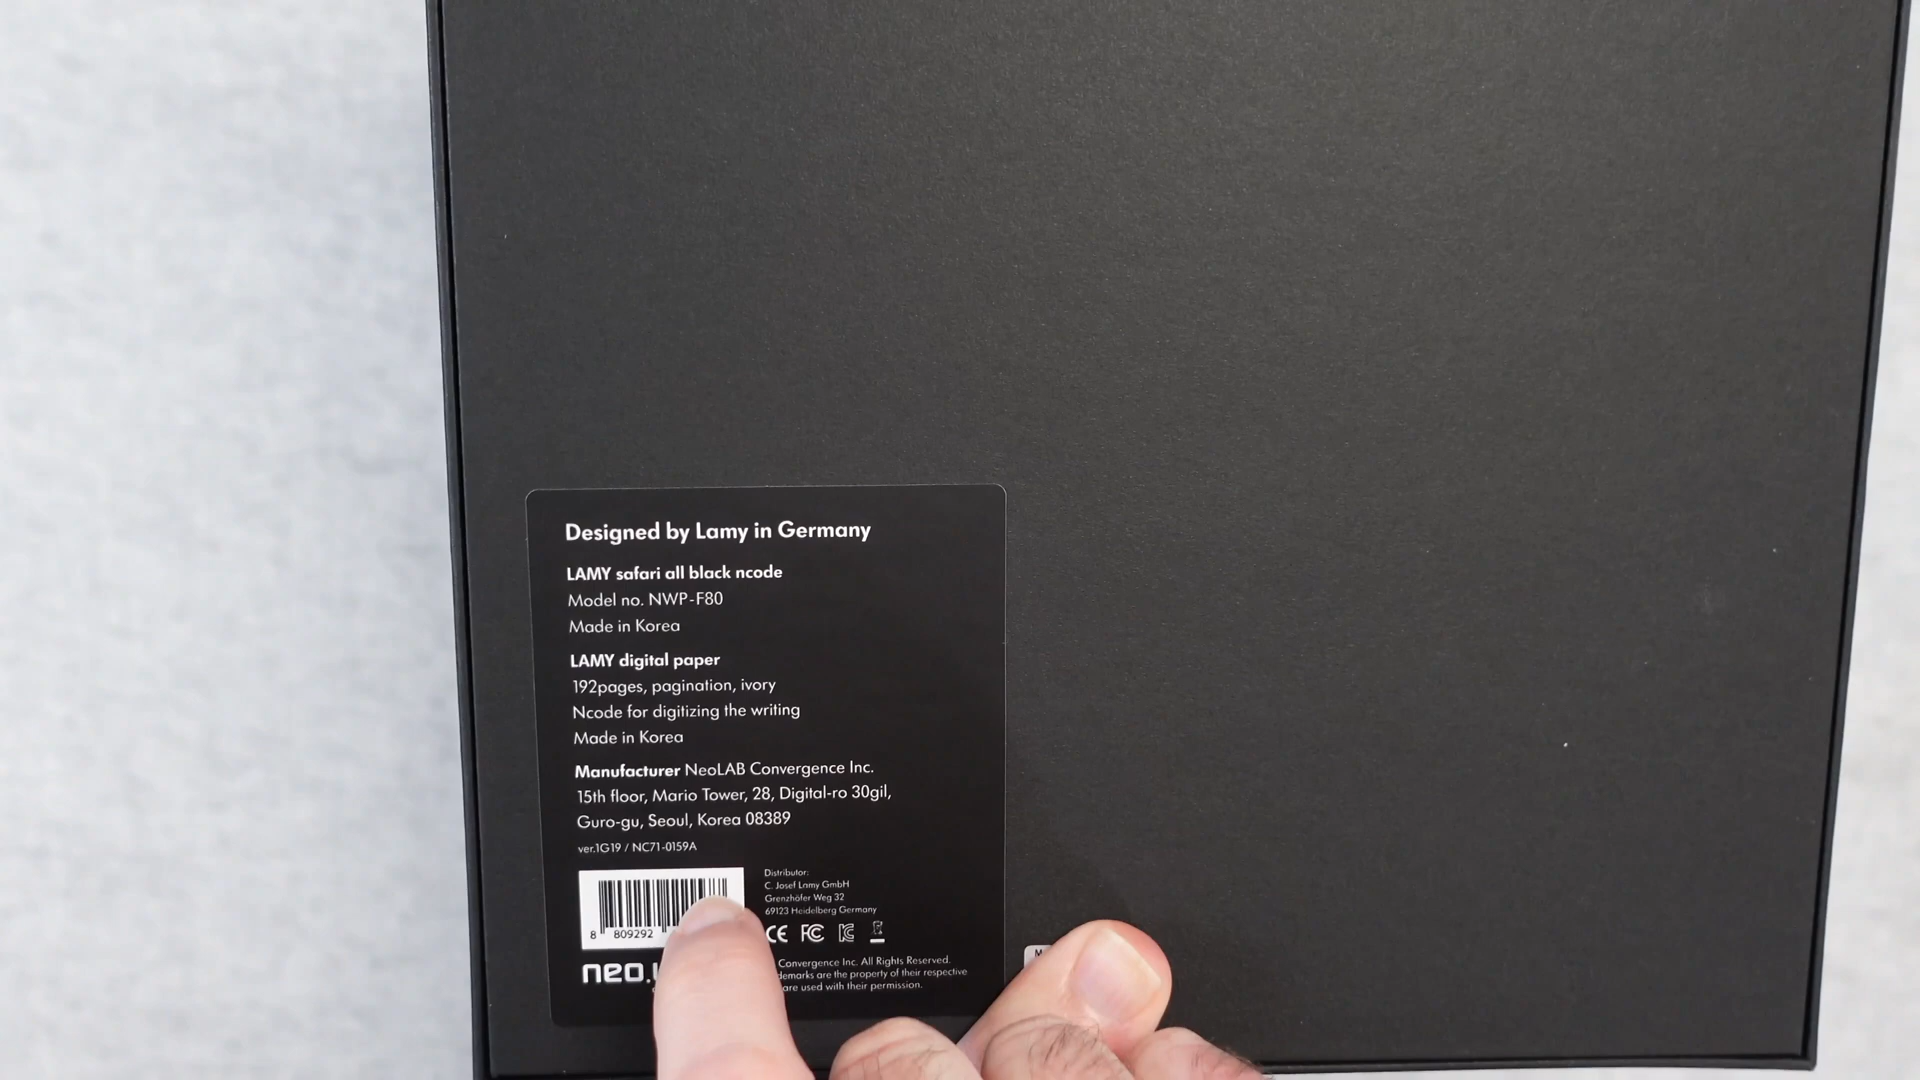 Designed by Lamy in Germany
LAMY safari all black ncode
Model no. NWP-F80
Made in Korea
LAMY digital paper
192pages, pagination, ivory
Ncode for digitizing the writing
Made in Korea
Manufacturer NeoLAB Convergence Inc.
15th floor, Mario Tower, 28, Digital-ro 30gil,
Guro-gu, Seoul, Korea 08389
ver.1G19 / NC71-0159A
8 809292
Distributor:
C. Josef Lamy GmbH
Grenzhöfer Weg 32
69123 Heidelberg Germany
CE FC
neo.
Convergence Inc. All Rights Reserved.
demarks are the property of their respective
are used with their permission.
M